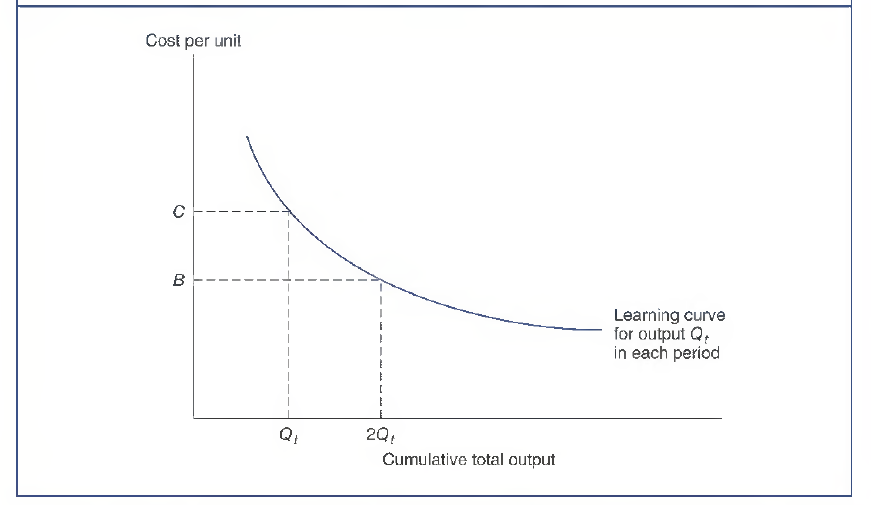 Cost per unit
C
B
Learning curve
for output Qₜ
in each period
Qₜ
2Qₜ
Cumulative total output